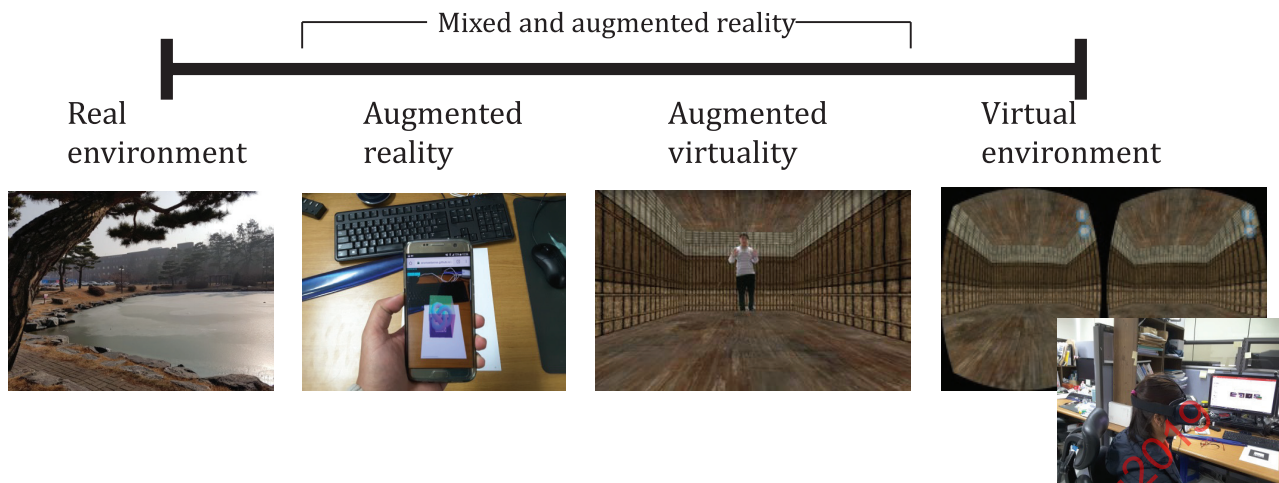 Mixed and augmented reality
Real
environment
Augmented
reality
Augmented
virtuality
Virtual
environment
2019